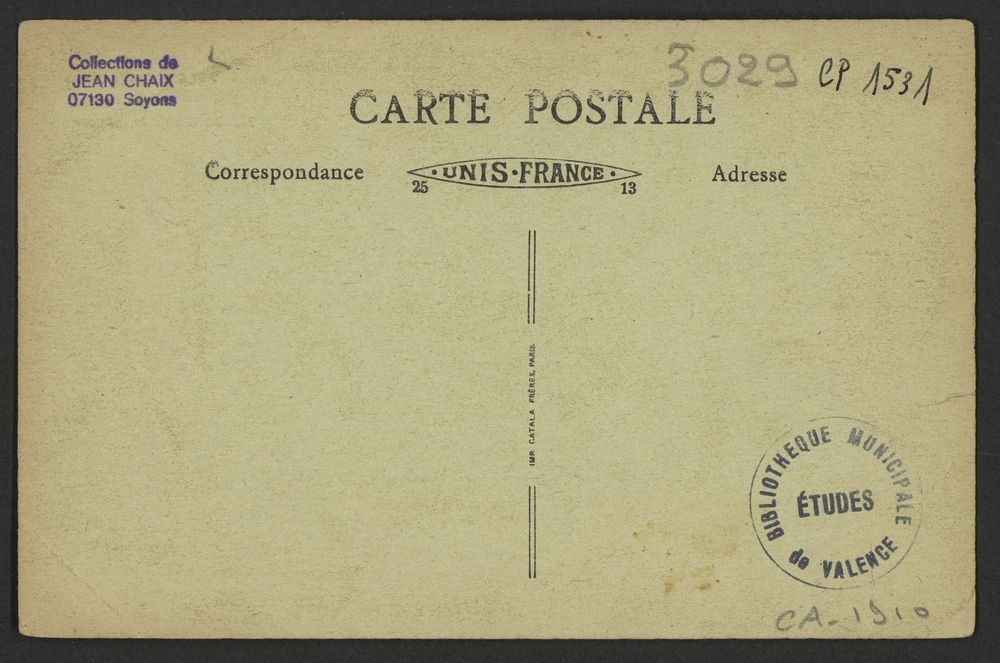 Collections de
JEAN CHAIX
07130 Soyons
3029
CP 1531
CARTE POSTALE
Correspondance
25 · UNIS·FRANCE · 13
Adresse
IMP. CATALA FRÈRES, PARIS.
BIBLIOTHEQUE MUNICIPALE
ÉTUDES
de VALENCE
CA-1910